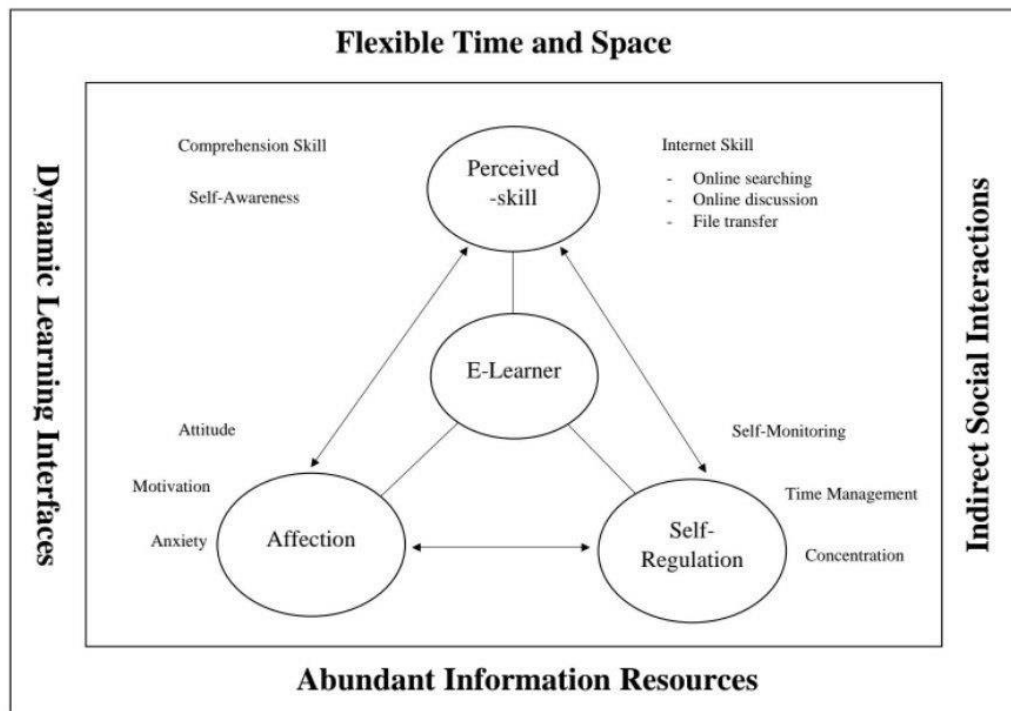 Flexible Time and Space
Dynamic Learning Interfaces
Comprehension Skill
Self-Awareness
Perceived
-skill
Internet Skill
- Online searching
- Online discussion
- File transfer
E-Learner
Attitude
Motivation
Anxiety
Affection
Self-Monitoring
Time Management
Concentration
Self-
Regulation
Indirect Social Interactions
Abundant Information Resources